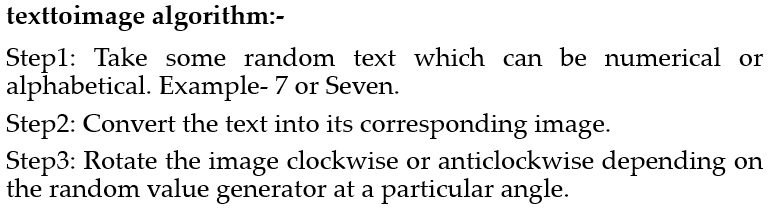 texttoimage algorithm:-
Step1: Take some random text which can be numerical or
alphabetical. Example- 7 or Seven.
Step2: Convert the text into its corresponding image.
Step3: Rotate the image clockwise or anticlockwise depending on
the random value generator at a particular angle.